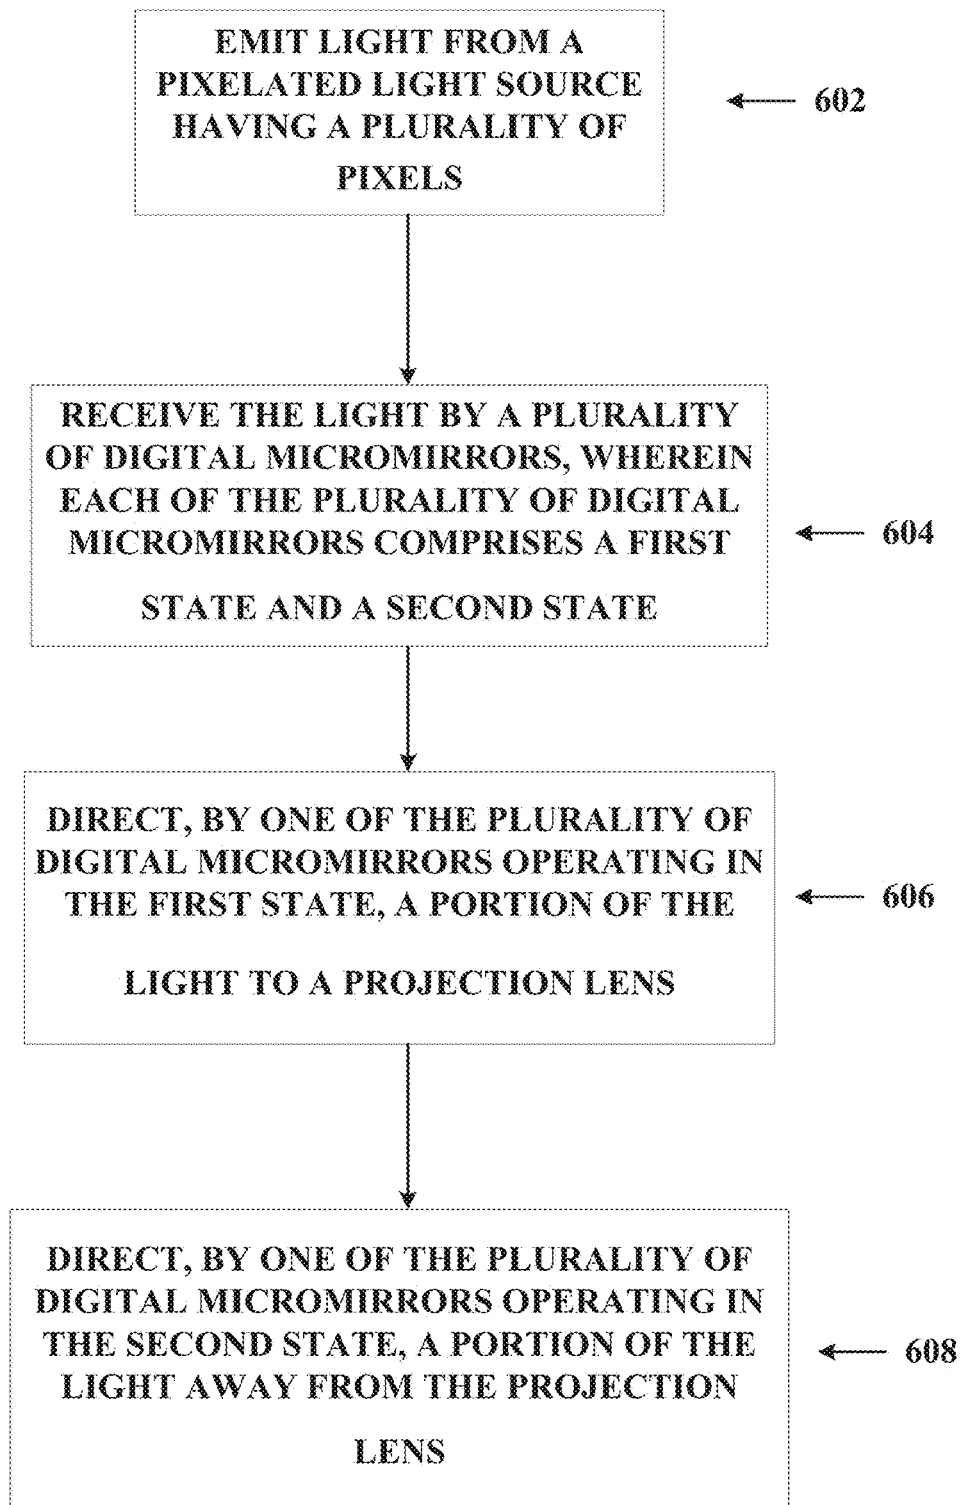 EMIT LIGHT FROM A
PIXELATED LIGHT SOURCE
HAVING A PLURALITY OF
PIXELS
602
RECEIVE THE LIGHT BY A PLURALITY
OF DIGITAL MICROMIRRORS, WHEREIN
EACH OF THE PLURALITY OF DIGITAL
MICROMIRRORS COMPRISES A FIRST
STATE AND A SECOND STATE
604
DIRECT, BY ONE OF THE PLURALITY OF
DIGITAL MICROMIRRORS OPERATING IN
THE FIRST STATE, A PORTION OF THE
LIGHT TO A PROJECTION LENS
606
DIRECT, BY ONE OF THE PLURALITY OF
DIGITAL MICROMIRRORS OPERATING IN
THE SECOND STATE, A PORTION OF THE
LIGHT AWAY FROM THE PROJECTION
LENS
608